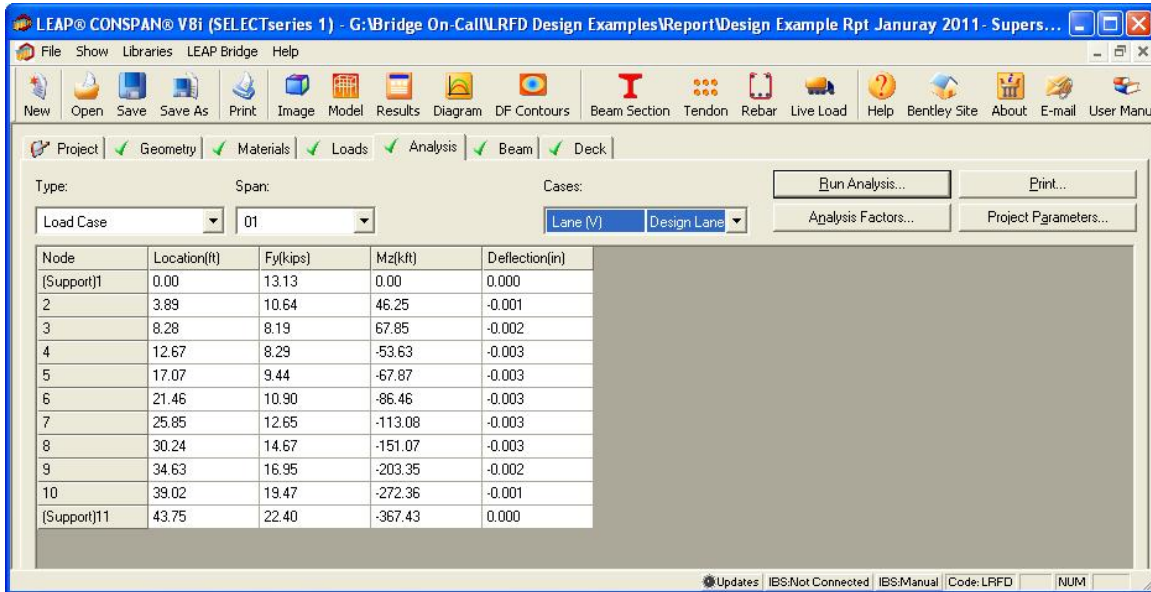 LEAP® CONSPAN® V8i (SELECTseries 1) - G:\Bridge On-Call\LRFD Design Examples\Report\Design Example Rpt Januray 2011- Supers...
File Show Libraries LEAP Bridge Help
New Open Save Save As Print Image Model Results Diagram DF Contours Beam Section Tendon Rebar Live Load Help Bentley Site About E-mail User Manu
Project Geometry Materials Loads Analysis Beam Deck
Type: Span: Cases: Run Analysis... Print...
Load Case 01 Lane (V) Design Lane Analysis Factors... Project Parameters...
Node Location(ft) Fy(kips) Mz(kft) Deflection(in)
(Support)1 0.00 13.13 0.00 0.000
2 3.89 10.64 46.25 -0.001
3 8.28 8.19 67.85 -0.002
4 12.67 8.29 -53.63 -0.003
5 17.07 9.44 -67.87 -0.003
6 21.46 10.90 -86.46 -0.003
7 25.85 12.65 -113.08 -0.003
8 30.24 14.67 -151.07 -0.003
9 34.63 16.95 -203.35 -0.002
10 39.02 19.47 -272.36 -0.001
(Support)11 43.75 22.40 -367.43 0.000
Updates IBS:Not Connected IBS:Manual Code: LRFD NUM